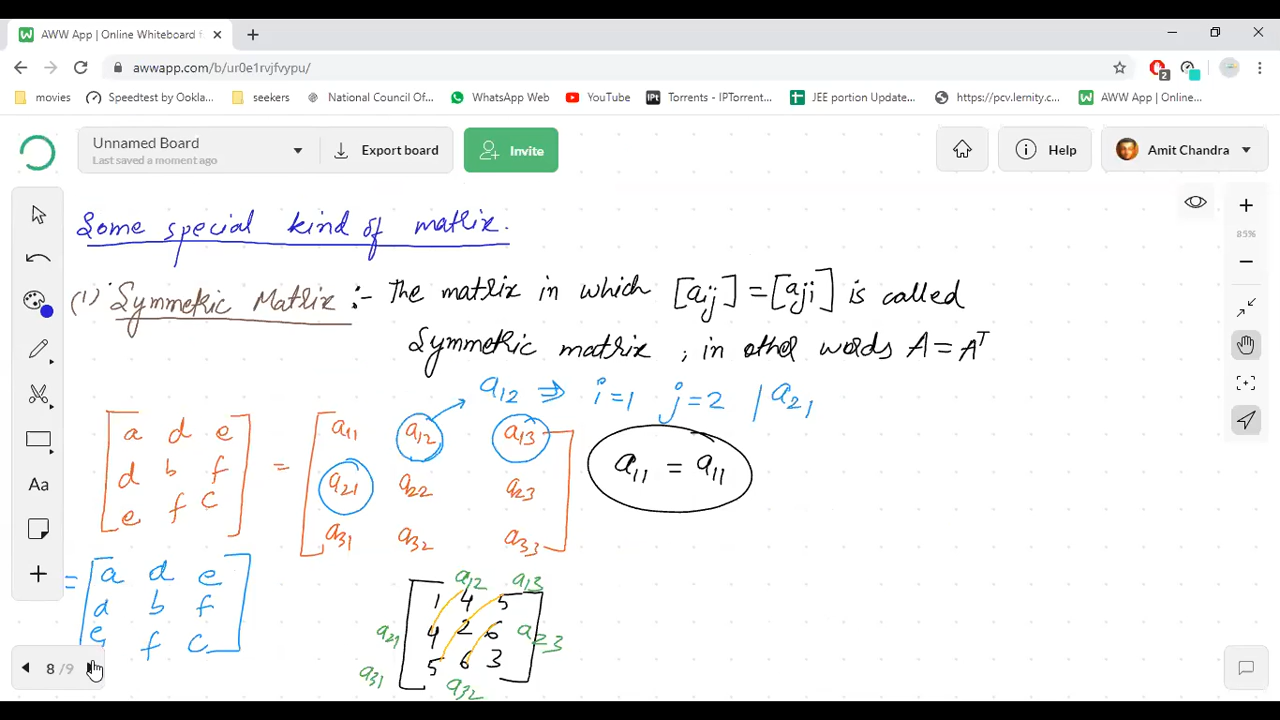 AWW App | Online Whiteboard f
awwapp.com/b/ur0e1rvjfvypu/
movies Speedtest by Ookla... seekers National Council Of... WhatsApp Web YouTube Torrents - IPTorrent... JEE portion Update... https://pcv.lernity.c... AWW App | Online...
Unnamed Board
Last saved a moment ago
Export board
Invite
Help
Amit Chandra
85%
Some special kind of matrix.
(1) Symmetric Matrix :- The matrix in which [aij] = [aji] is called
Symmetric matrix, in other words A = A^T
a12 ⇒ i=1 j=2 | a21
[a d e
d b f
e f c]
=
[a11 a12 a13
a21 a22 a23
a31 a32 a33]
a11 = a11
= [a d e
d b f
e f c]
a12 a13
[1 4 5
a21 4 2 6 a23
a31 5 6 3]
a32
Aa
8 /9